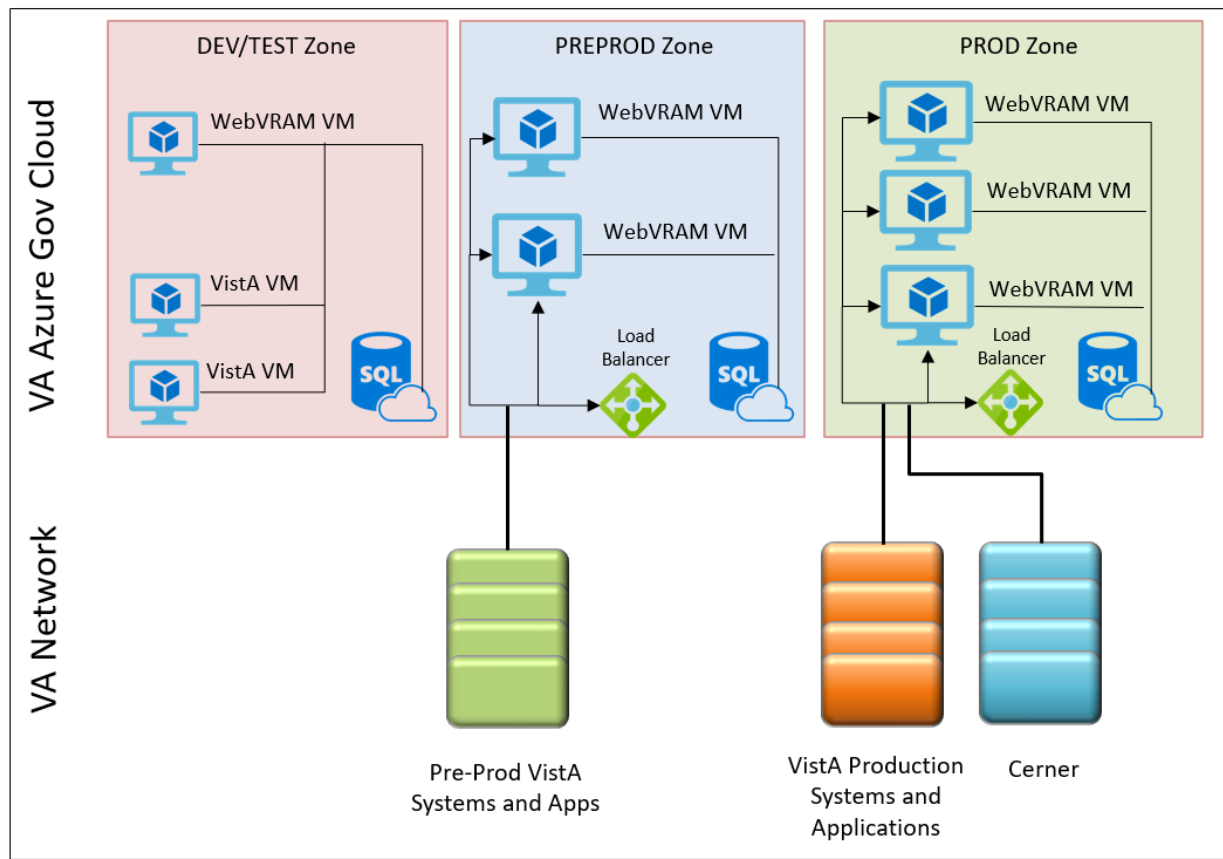 VA Azure Gov Cloud
DEV/TEST Zone
WebVRAM VM
VistA VM
VistA VM
SQL
PREPROD Zone
WebVRAM VM
WebVRAM VM
Load
Balancer
SQL
PROD Zone
WebVRAM VM
WebVRAM VM
WebVRAM VM
Load
Balancer
SQL
VA Network
Pre-Prod VistA
Systems and Apps
VistA Production
Systems and
Applications
Cerner